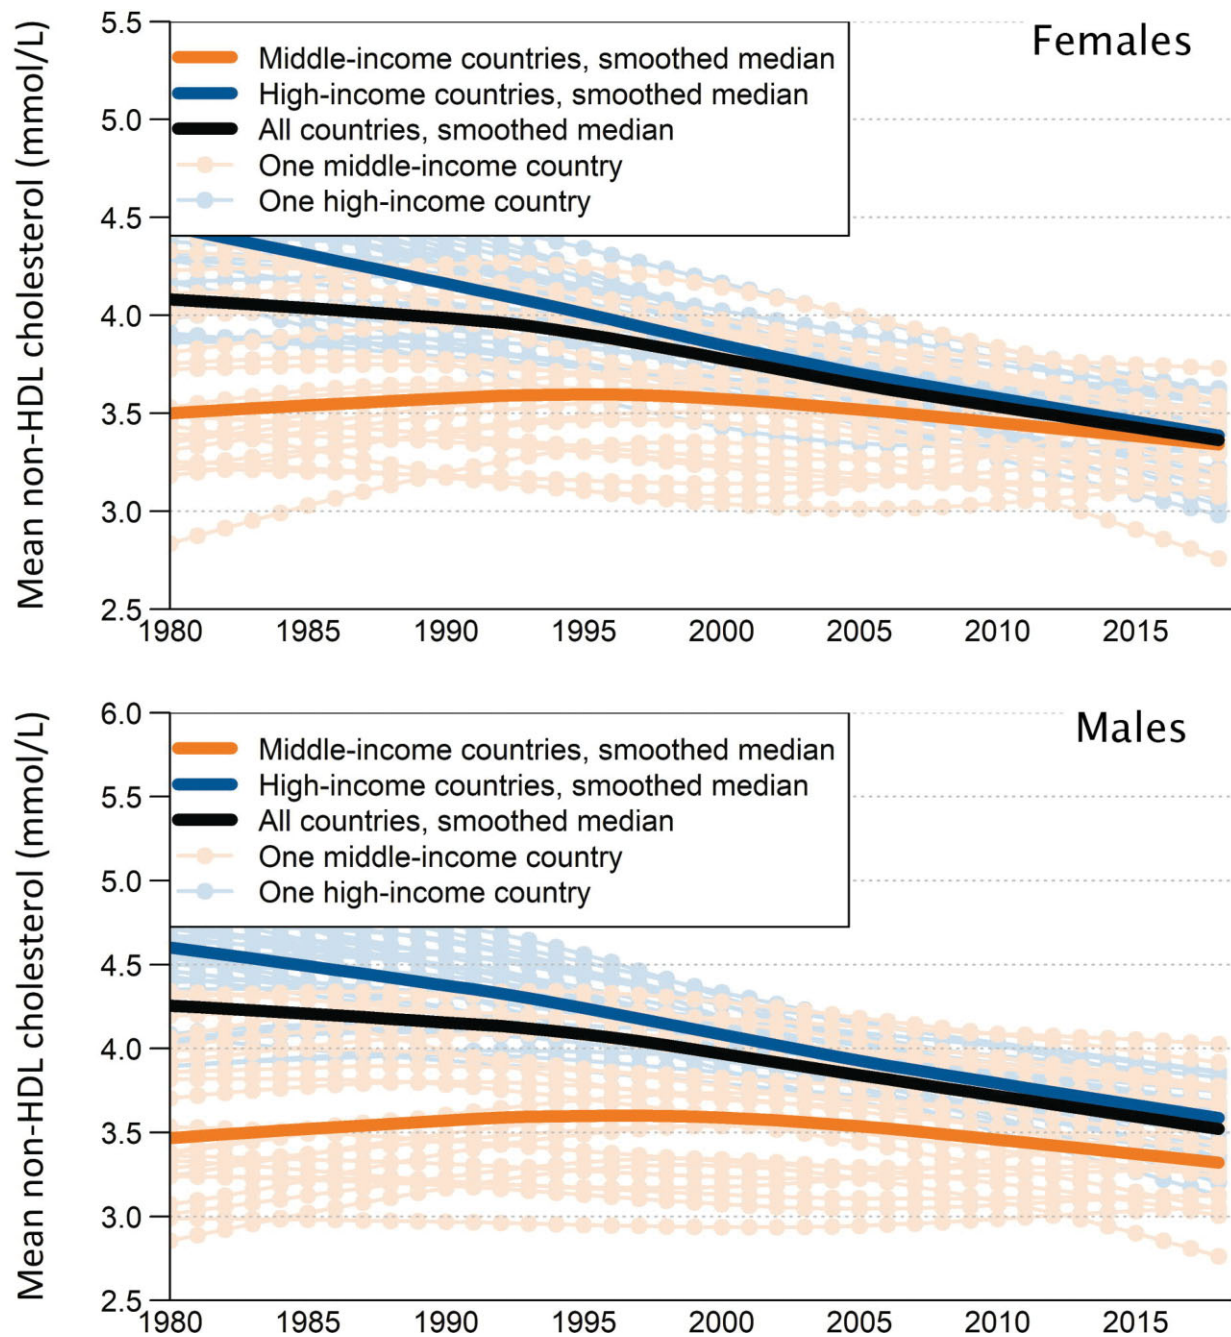 Females
Mean non-HDL cholesterol (mmol/L)
5.5
5.0
4.5
4.0
3.5
3.0
2.5
Middle-income countries, smoothed median
High-income countries, smoothed median
All countries, smoothed median
One middle-income country
One high-income country
1980 1985 1990 1995 2000 2005 2010 2015
Males
Mean non-HDL cholesterol (mmol/L)
6.0
5.5
5.0
4.5
4.0
3.5
3.0
2.5
Middle-income countries, smoothed median
High-income countries, smoothed median
All countries, smoothed median
One middle-income country
One high-income country
1980 1985 1990 1995 2000 2005 2010 2015